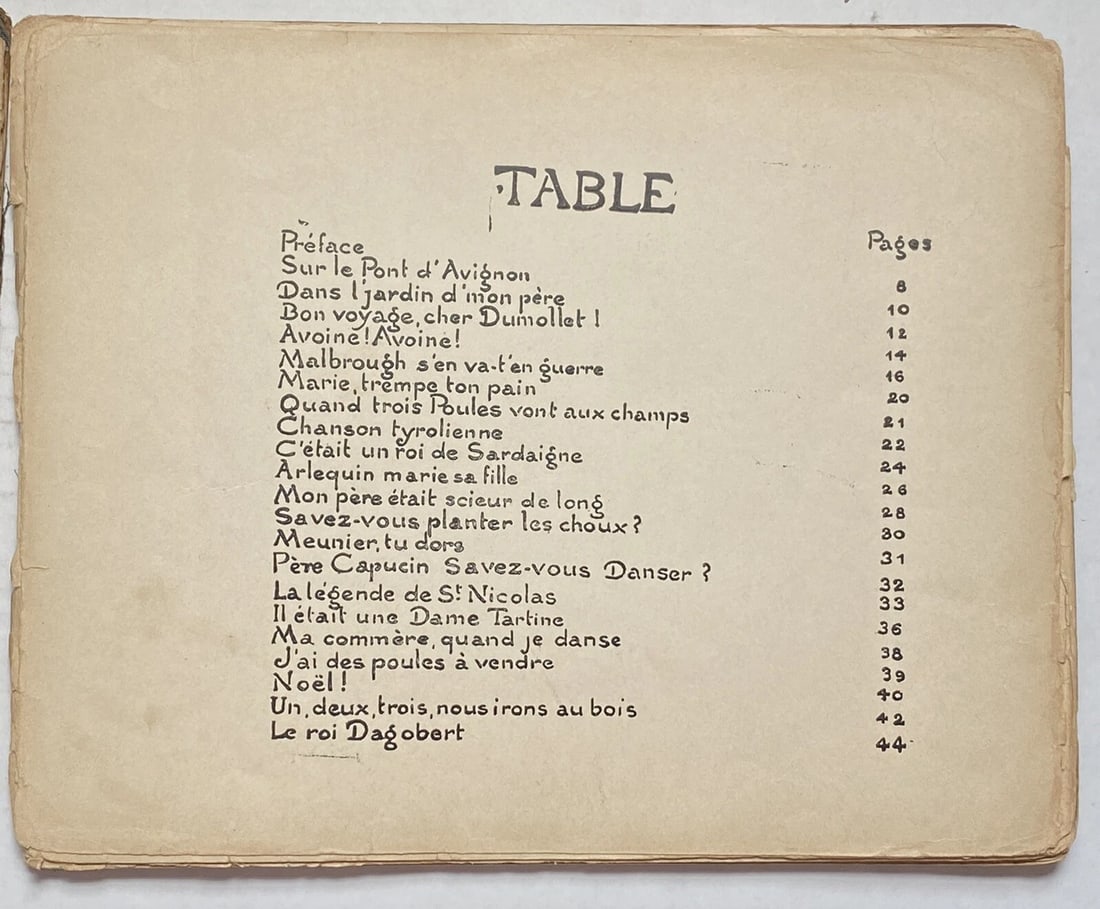 TABLE
Préface Pages
Sur le Pont d'Avignon 8
Dans l'jardin d'mon père 10
Bon voyage, cher Dumollet ! 12
Avoine ! Avoine ! 14
Malbrough s'en va-t'en guerre 16
Marie, trempe ton pain 20
Quand trois Poules vont aux champs 21
Chanson tyrolienne 22
C'était un roi de Sardaigne 24
Arlequin marie sa fille 26
Mon père était scieur de long 28
Savez-vous planter les choux ? 30
Meunier, tu dors 31
Père Capucin Savez-vous Danser ? 32
La légende de St Nicolas 33
Il était une Dame Tartine 36
Ma commère, quand je danse 38
J'ai des poules à vendre 39
Noël ! 40
Un, deux, trois, nous irons au bois 42
Le roi Dagobert 44